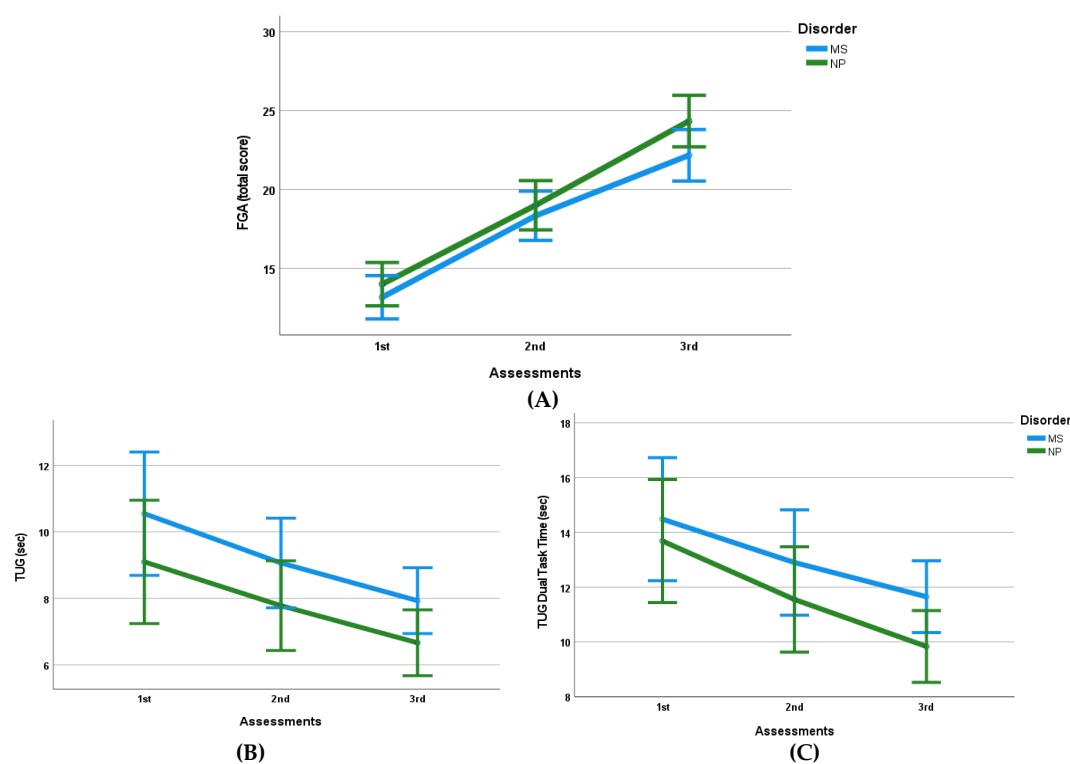 Disorder
MS
NP
30
25
20
15
FGA (total score)
1st
2nd
3rd
Assessments
(A)
12
10
8
6
TUG (sec)
1st
2nd
3rd
Assessments
(B)
Disorder
MS
NP
18
16
14
12
10
8
TUG Dual Task Time (sec)
1st
2nd
3rd
Assessments
(C)